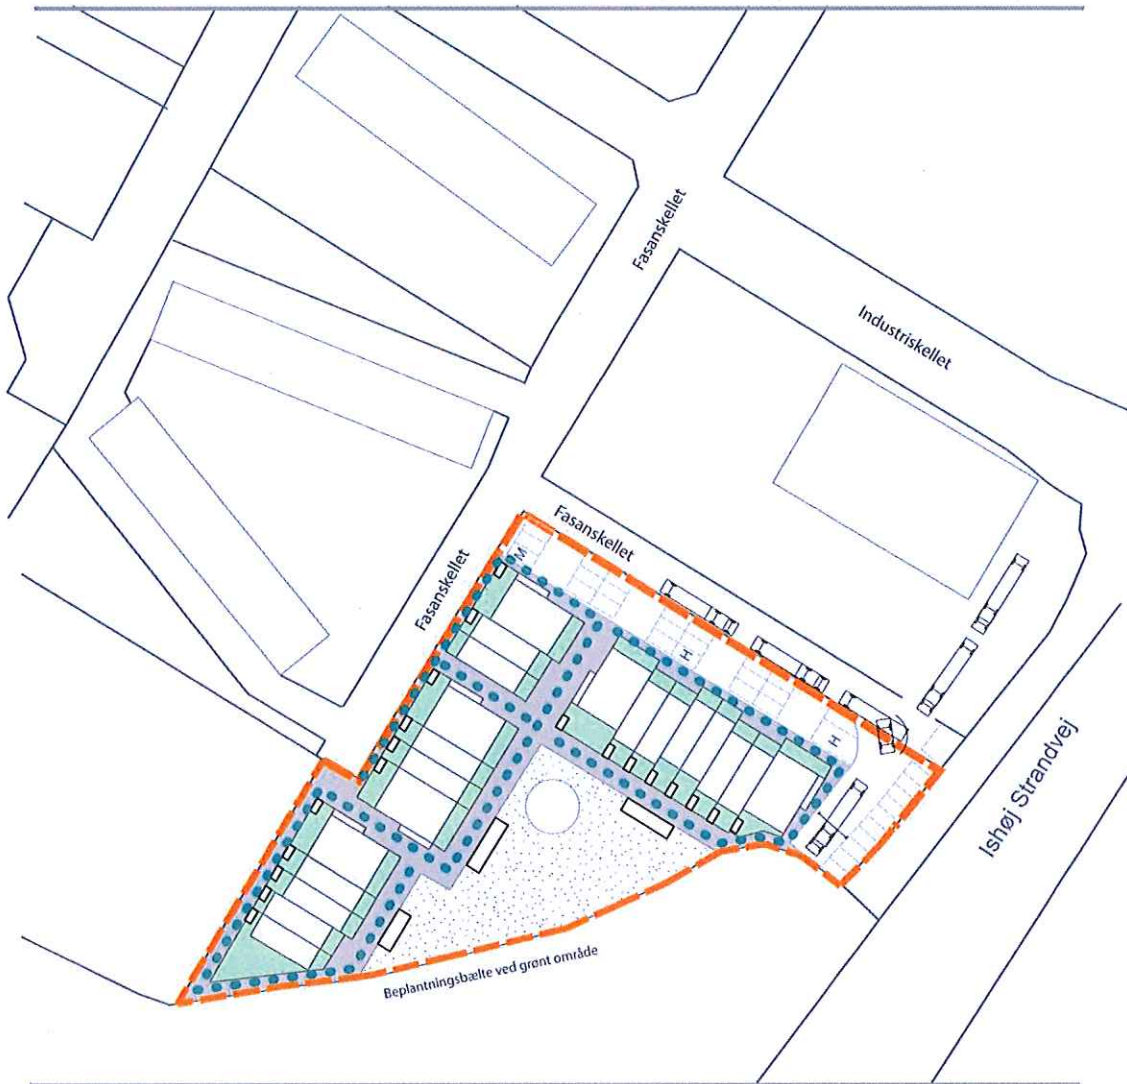 Fasanskellet
Industriskellet
Fasanskellet
Fasanskellet
M
H
H
Ishøj Strandvej
Beplantningsbælte ved grønt område